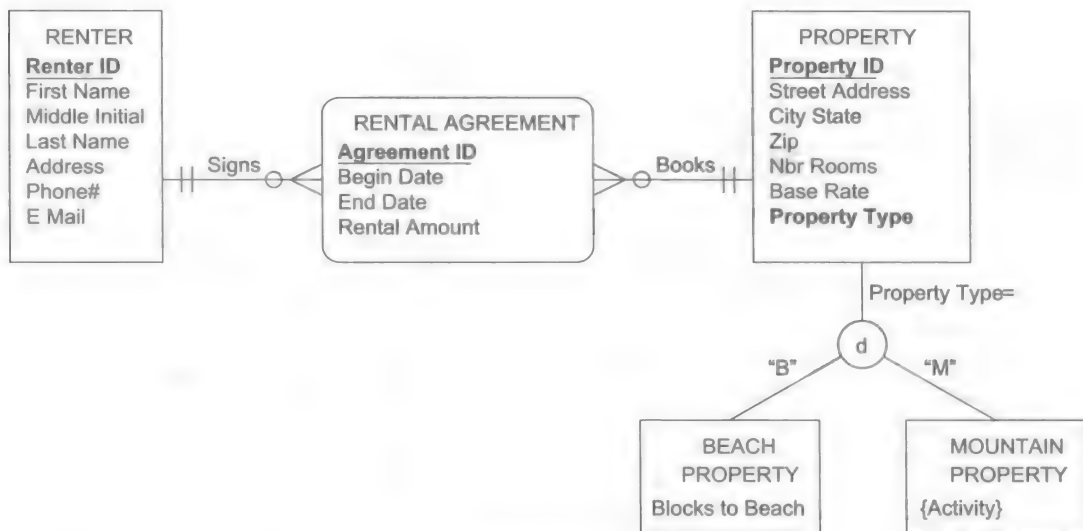 RENTER
Renter ID
First Name
Middle Initial
Last Name
Address
Phone#
E Mail
Signs
RENTAL AGREEMENT
Agreement ID
Begin Date
End Date
Rental Amount
Books
PROPERTY
Property ID
Street Address
City State
Zip
Nbr Rooms
Base Rate
Property Type
Property Type=
d
“B”
“M”
BEACH
PROPERTY
Blocks to Beach
MOUNTAIN
PROPERTY
{Activity}